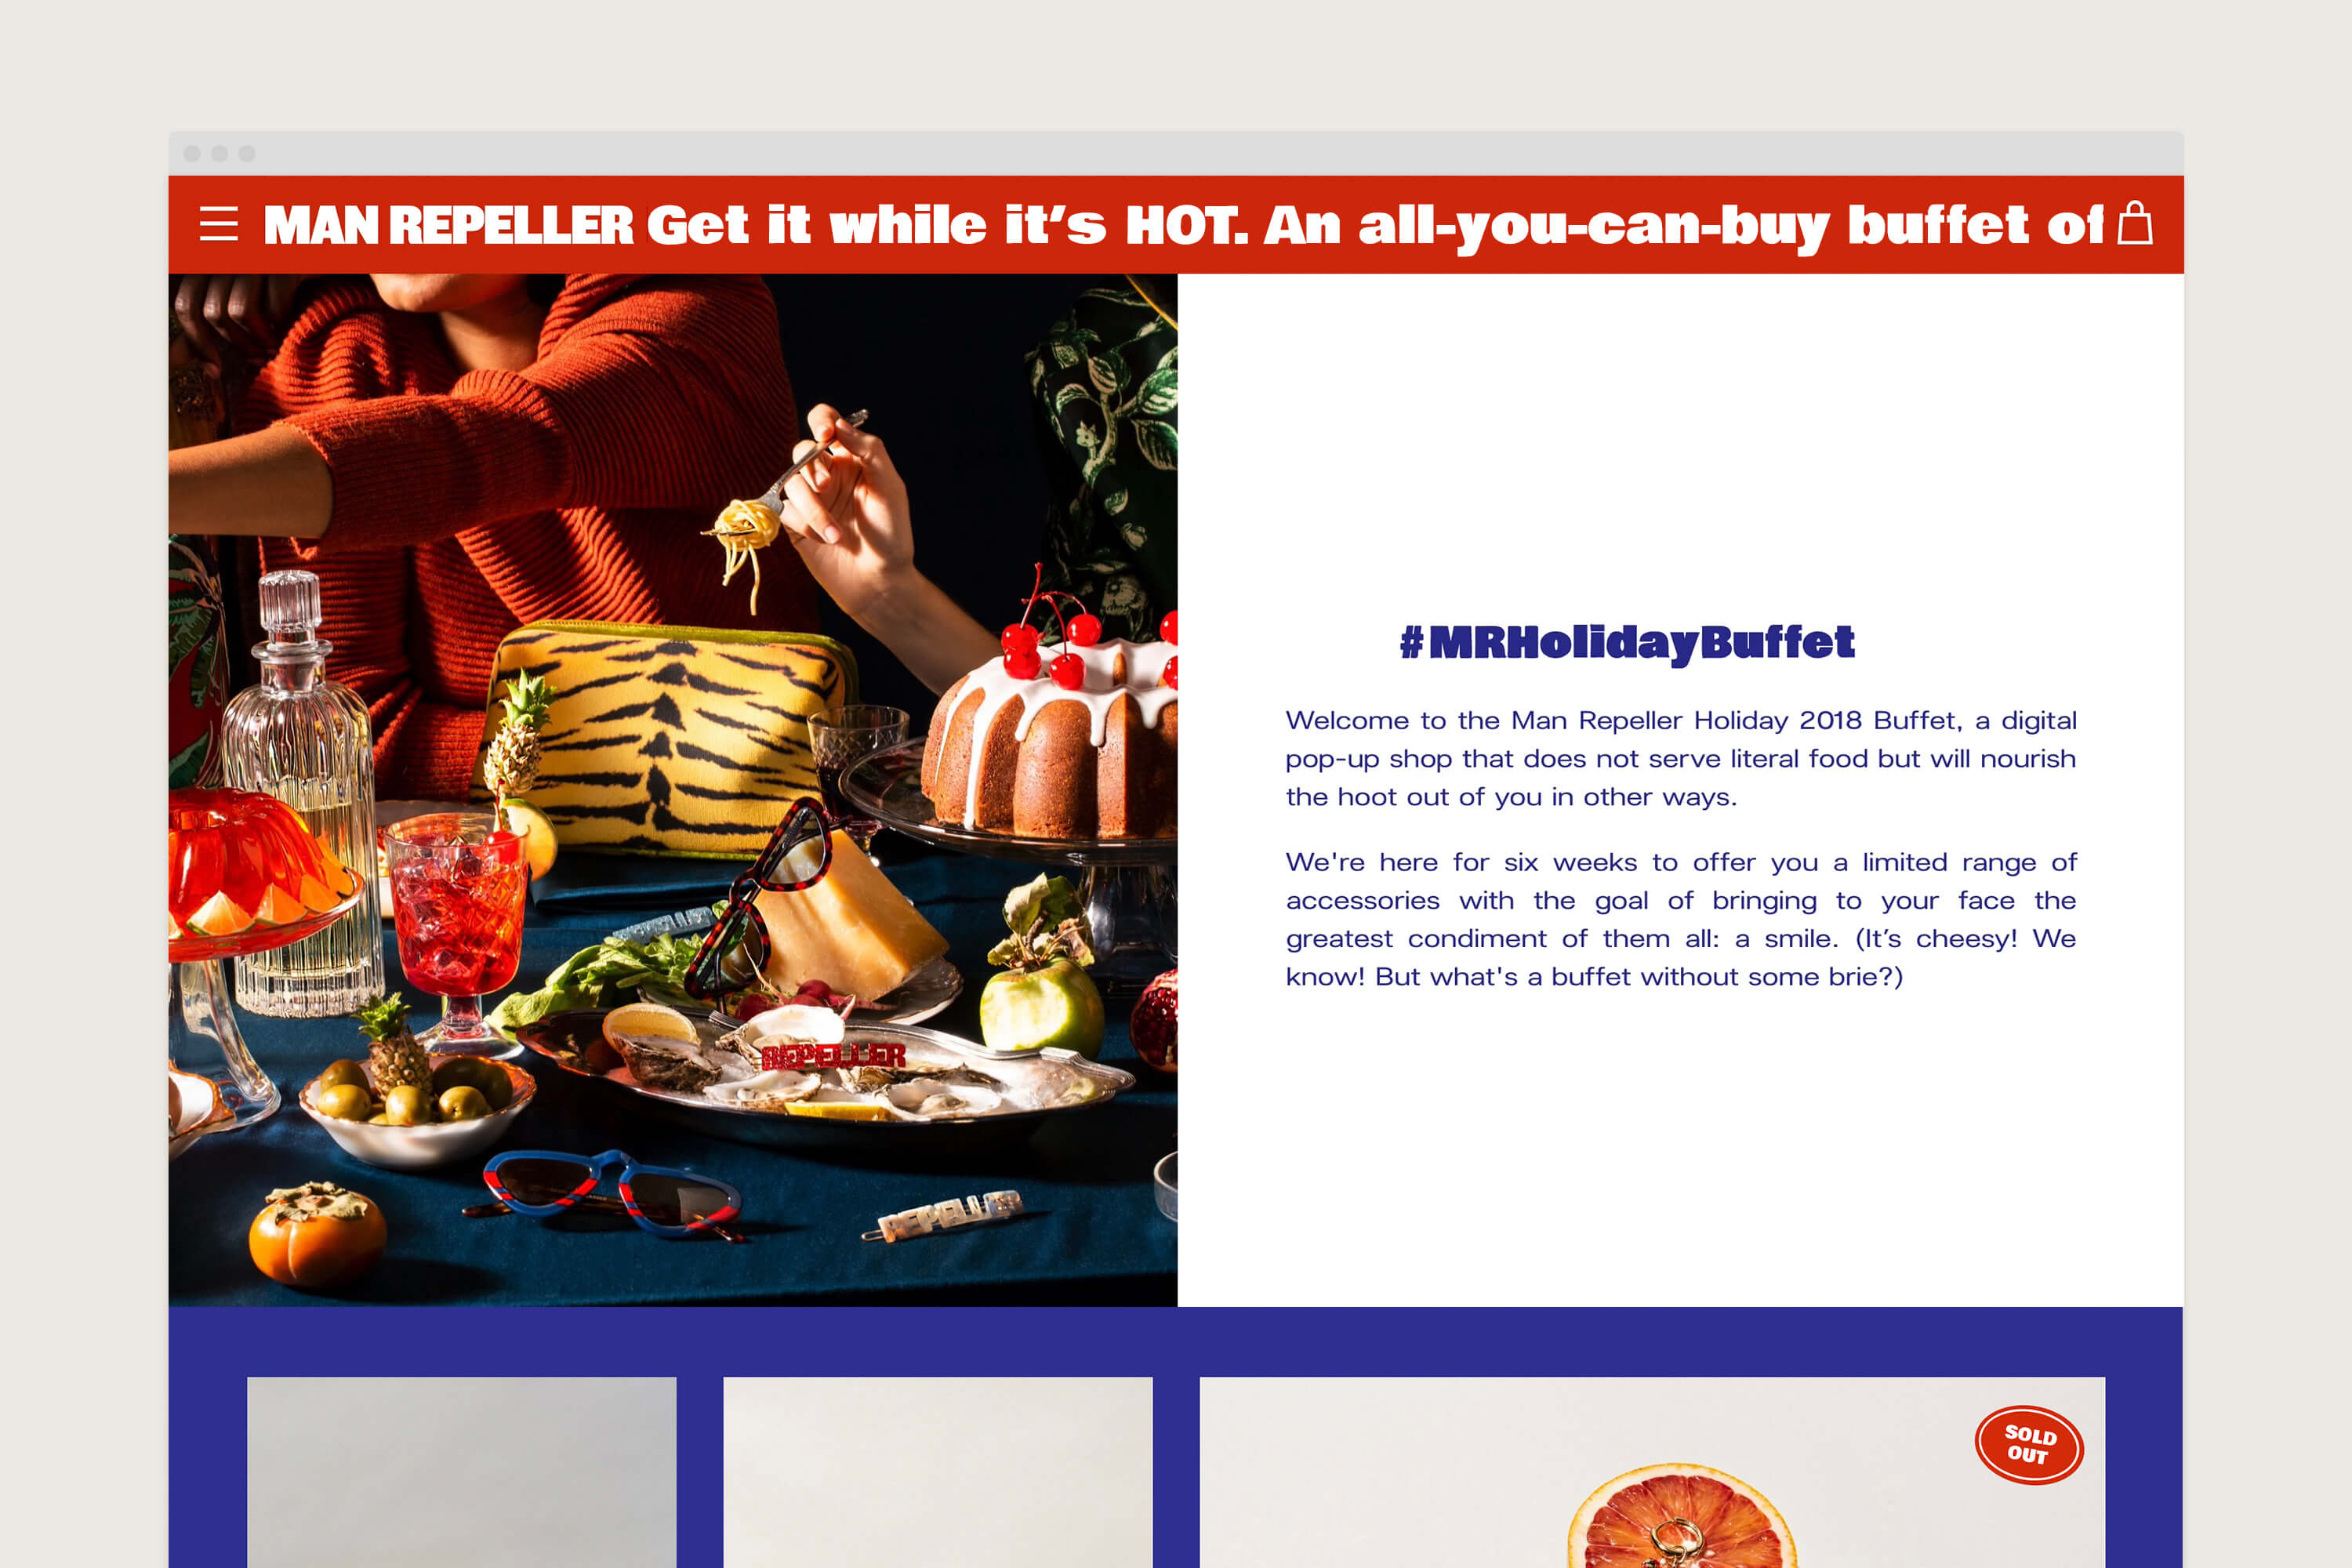 MAN REPELLER Get it while it’s HOT. An all-you-can-buy buffet of
#MRHolidayBuffet
Welcome to the Man Repeller Holiday 2018 Buffet, a digital
pop-up shop that does not serve literal food but will nourish
the hoot out of you in other ways.
We're here for six weeks to offer you a limited range of
accessories with the goal of bringing to your face the
greatest condiment of them all: a smile. (It’s cheesy! We
know! But what's a buffet without some brie?)
REPELLER
REPELLER
SOLD
OUT